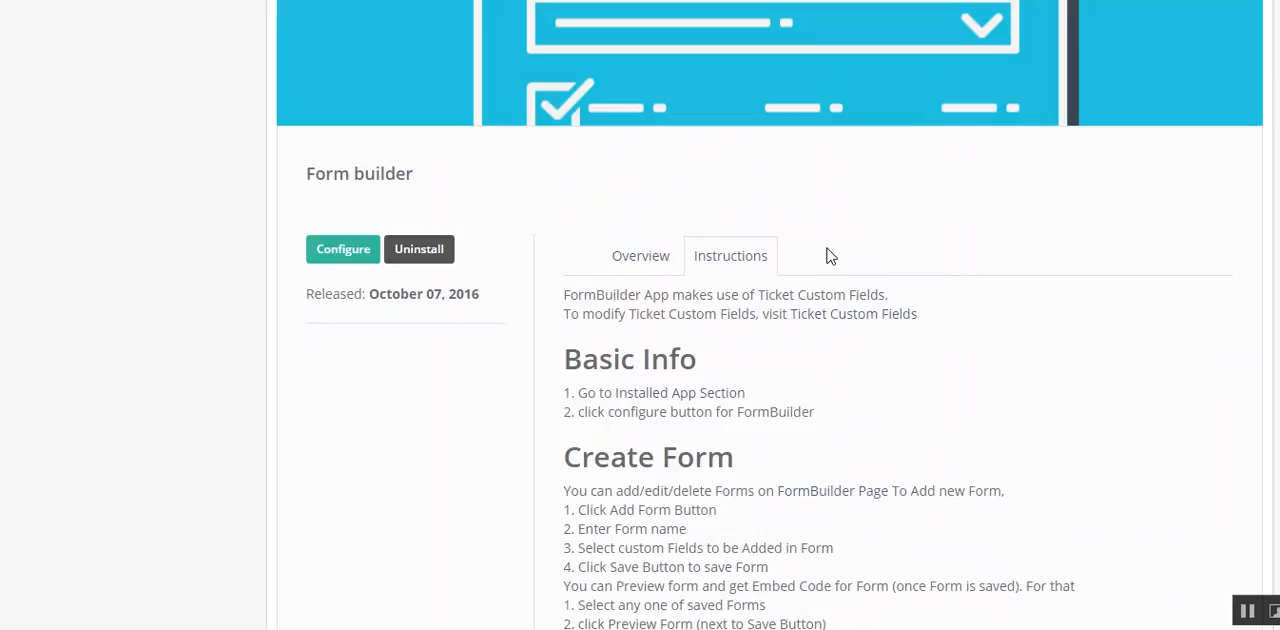 Form builder
Configure
Uninstall
Released: October 07, 2016
Overview
Instructions
FormBuilder App makes use of Ticket Custom Fields.
To modify Ticket Custom Fields, visit Ticket Custom Fields
Basic Info
1. Go to Installed App Section
2. click configure button for FormBuilder
Create Form
You can add/edit/delete Forms on FormBuilder Page To Add new Form,
1. Click Add Form Button
2. Enter Form name
3. Select custom Fields to be Added in Form
4. Click Save Button to save Form
You can Preview form and get Embed Code for Form (once Form is saved). For that
1. Select any one of saved Forms
2. click Preview Form (next to Save Button)